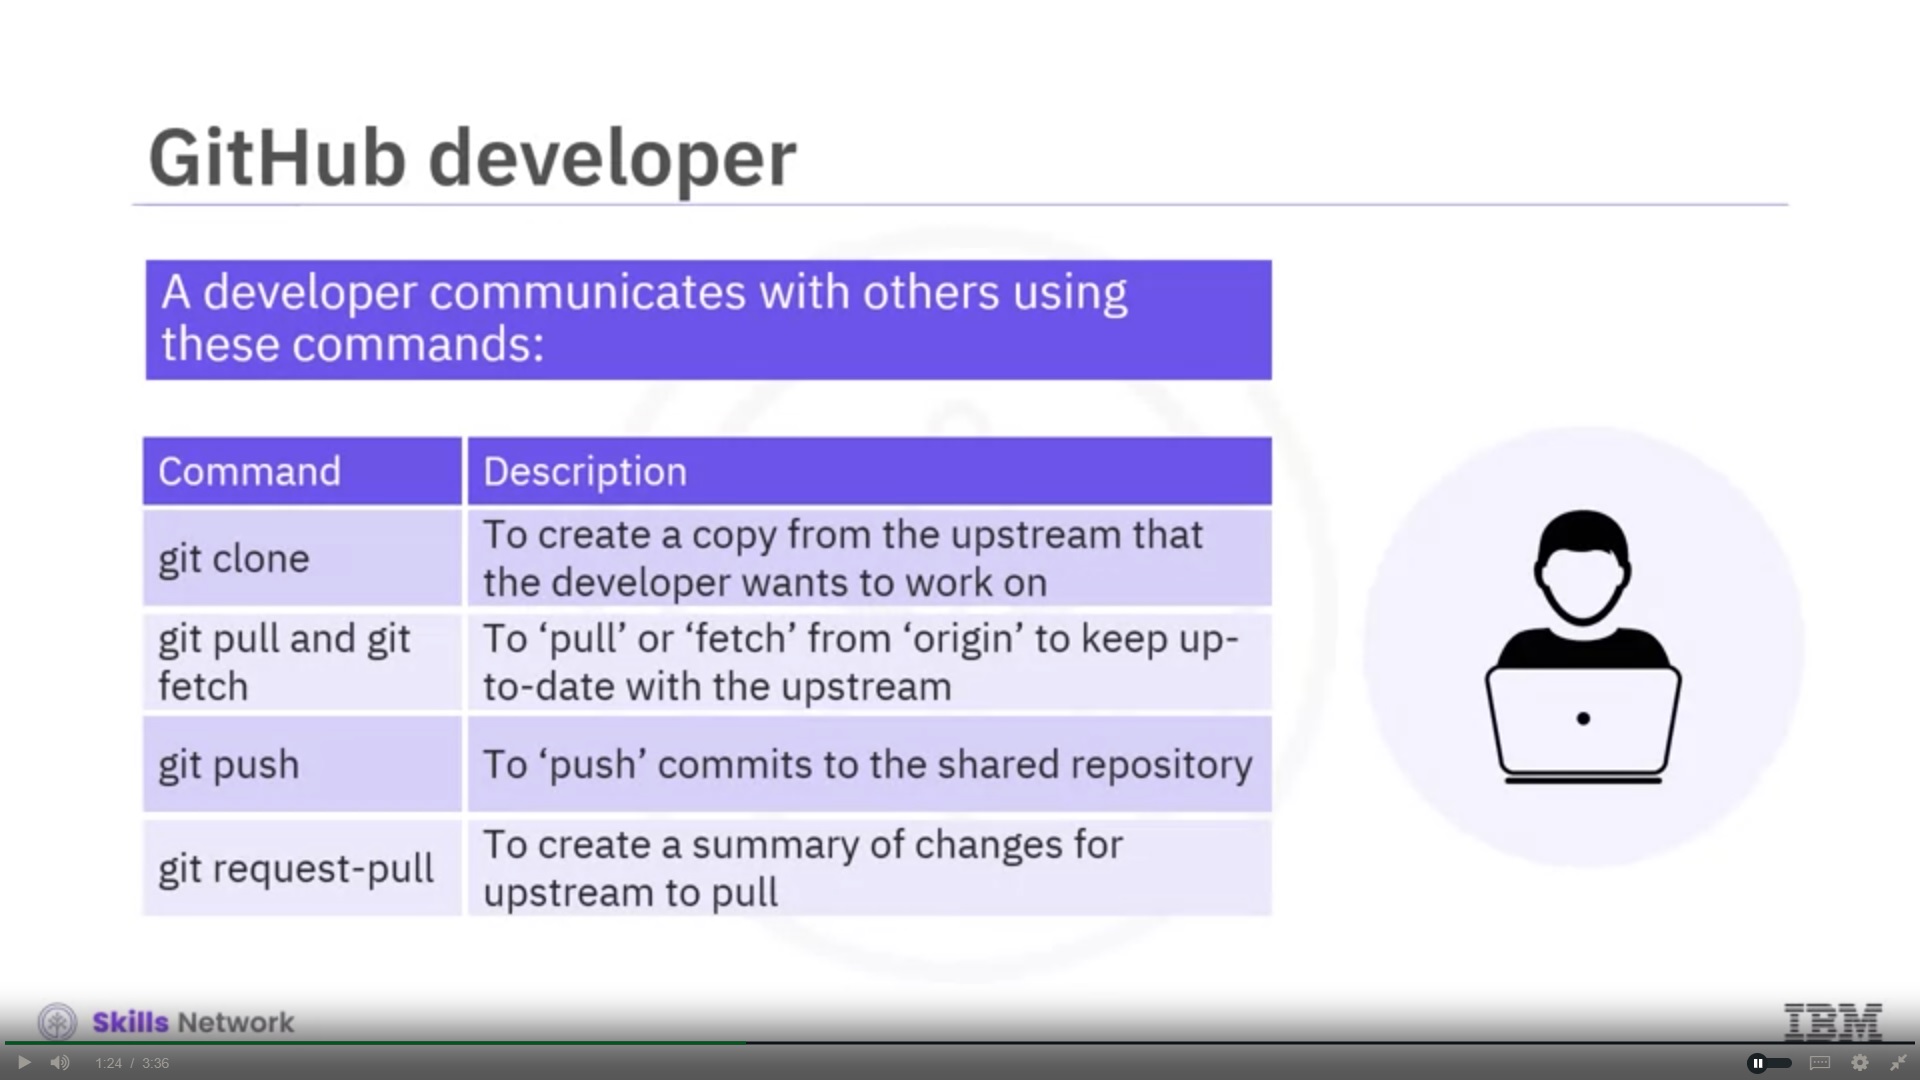 GitHub developer
A developer communicates with others using
these commands:
Command
Description
git clone
To create a copy from the upstream that
the developer wants to work on
git pull and git
fetch
To ‘pull’ or ‘fetch’ from ‘origin’ to keep up-
to-date with the upstream
git push
To ‘push’ commits to the shared repository
git request-pull
To create a summary of changes for
upstream to pull
Skills Network
IBM
1:24 / 3:36